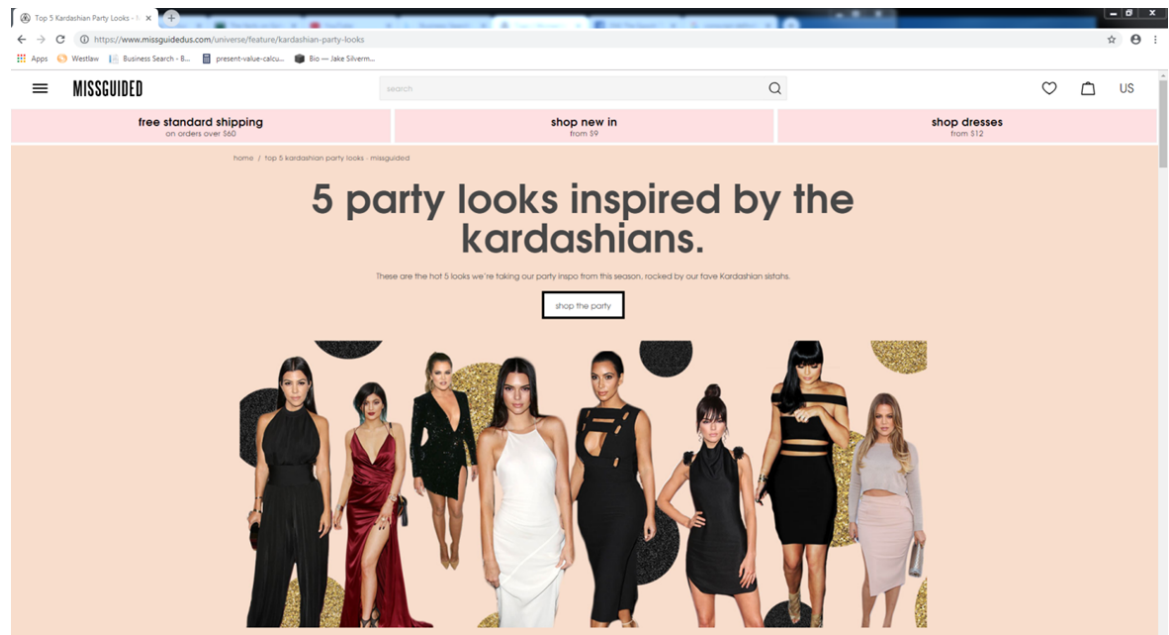 Top 5 Kardashian Party Looks - M
https://www.missguidedus.com/universe/feature/kardashian-party-looks
Apps Westlaw Business Search - B... present-value-calcu... Bio — Jake Silverm...
MISSGUIDED search US
free standard shipping
on orders over $60
shop new in
from $9
shop dresses
from $12
home / top 5 kardashian party looks - missguided
5 party looks inspired by the
kardashians.
These are the hot 5 looks we're taking our party inspo from this season, rocked by our fave Kardashian sistahs.
shop the party